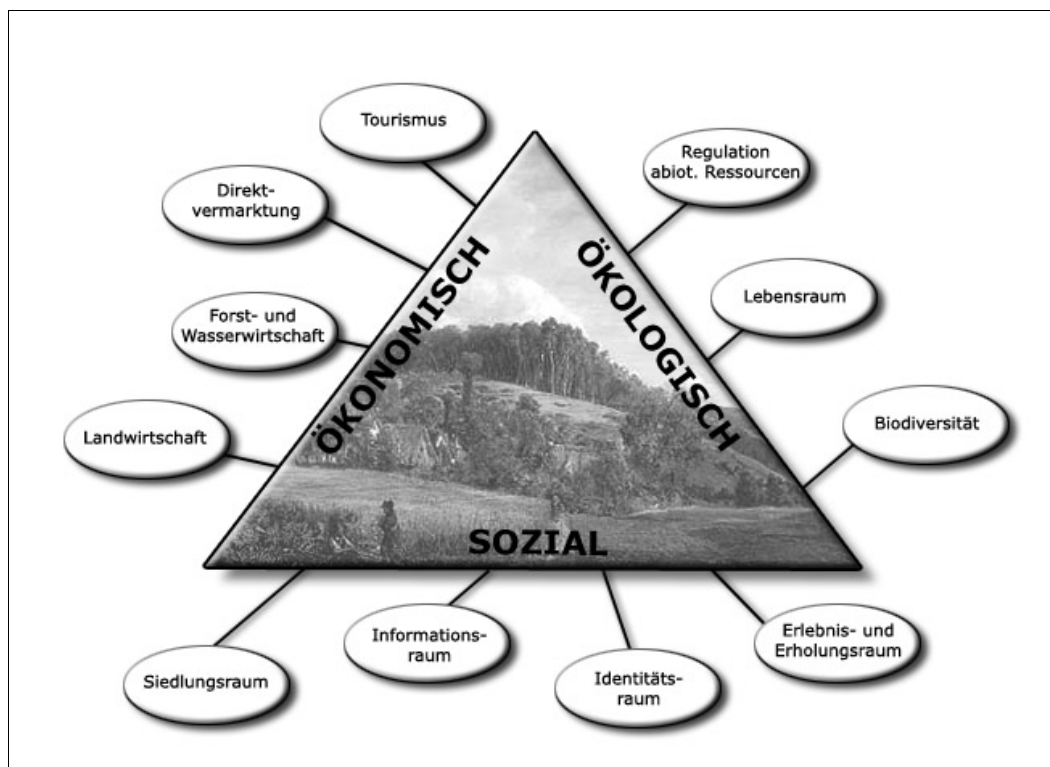 Tourismus
Regulation
abiot. Ressourcen
Direkt-
vermarktung
ÖKONOMISCH
ÖKOLOGISCH
Lebensraum
Forst- und
Wasserwirtschaft
Landwirtschaft
Biodiversität
SOZIAL
Siedlungsraum
Informations-
raum
Identitäts-
raum
Erlebnis- und
Erholungsraum